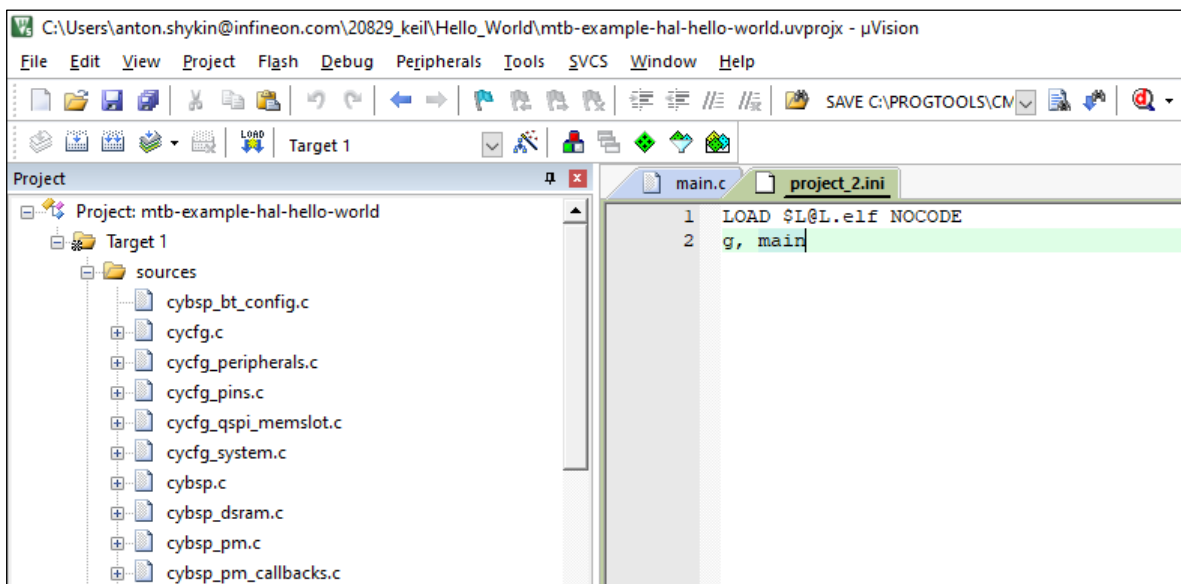 C:\Users\anton.shykin@infineon.com\20829_keil\Hello_World\mtb-example-hal-hello-world.uvprojx - µVision
File Edit View Project Flash Debug Peripherals Tools SVCS Window Help
SAVE C:\PROGTOOLS\CM
LOAD Target 1
Project
main.c project_2.ini
Project: mtb-example-hal-hello-world
Target 1
sources
cybsp_bt_config.c
cycfg.c
cycfg_peripherals.c
cycfg_pins.c
cycfg_qspi_memslot.c
cycfg_system.c
cybsp.c
cybsp_dsram.c
cybsp_pm.c
cybsp_pm_callbacks.c
1 LOAD $L@L.elf NOCODE
2 g, main